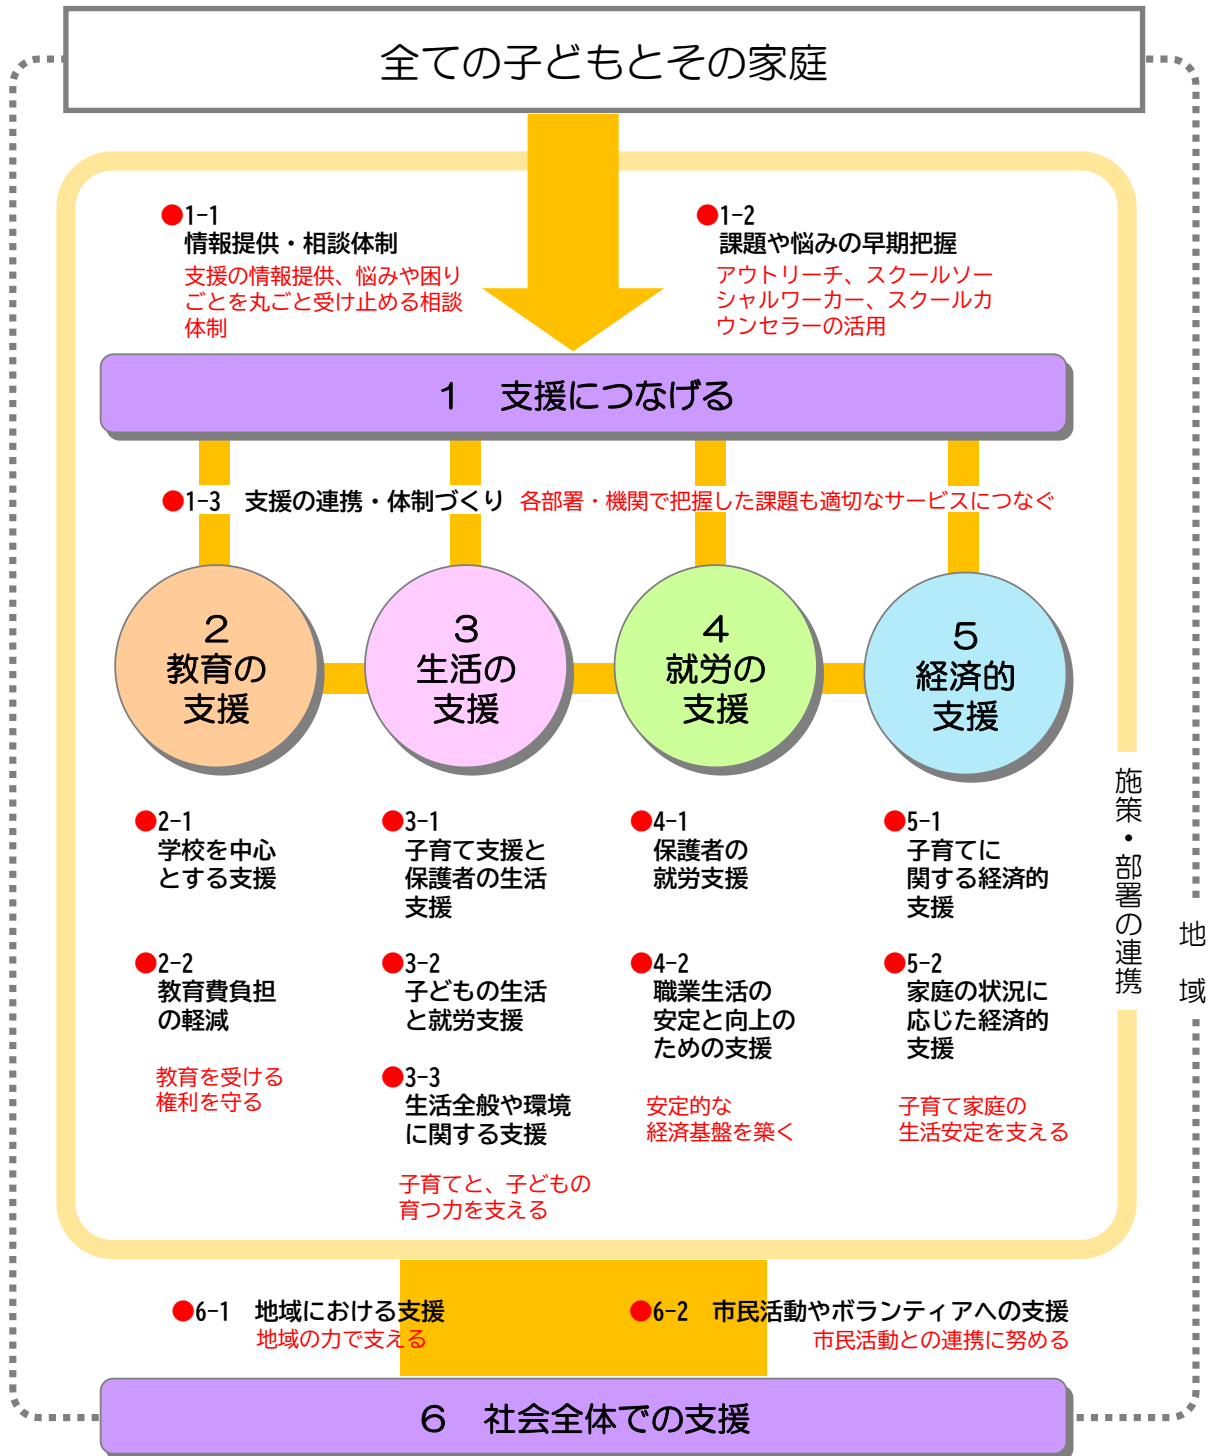 全ての子どもとその家庭
●1-1
情報提供・相談体制
支援の情報提供、悩みや困り
ごとを丸ごと受け止める相談
体制
●1-2
課題や悩みの早期把握
アウトリーチ、スクールソー
シャルワーカー、スクールカ
ウンセラーの活用
1　支援につなげる
●1-3　支援の連携・体制づくり 各部署・機関で把握した課題も適切なサービスにつなぐ
2
教育の
支援
3
生活の
支援
4
就労の
支援
5
経済的
支援
●2-1
学校を中心
とする支援
●2-2
教育費負担
の軽減
教育を受ける
権利を守る
●3-1
子育て支援と
保護者の生活
支援
●3-2
子どもの生活
と就労支援
●3-3
生活全般や環境
に関する支援
子育てと、子どもの
育つ力を支える
●4-1
保護者の
就労支援
●4-2
職業生活の
安定と向上の
ための支援
安定的な
経済基盤を築く
●5-1
子育てに
関する経済的
支援
●5-2
家庭の状況に
応じた経済的
支援
子育て家庭の
生活安定を支える
施策・部署の連携
地　域
●6-1　地域における支援
地域の力で支える
●6-2　市民活動やボランティアへの支援
市民活動との連携に努める
6　社会全体での支援